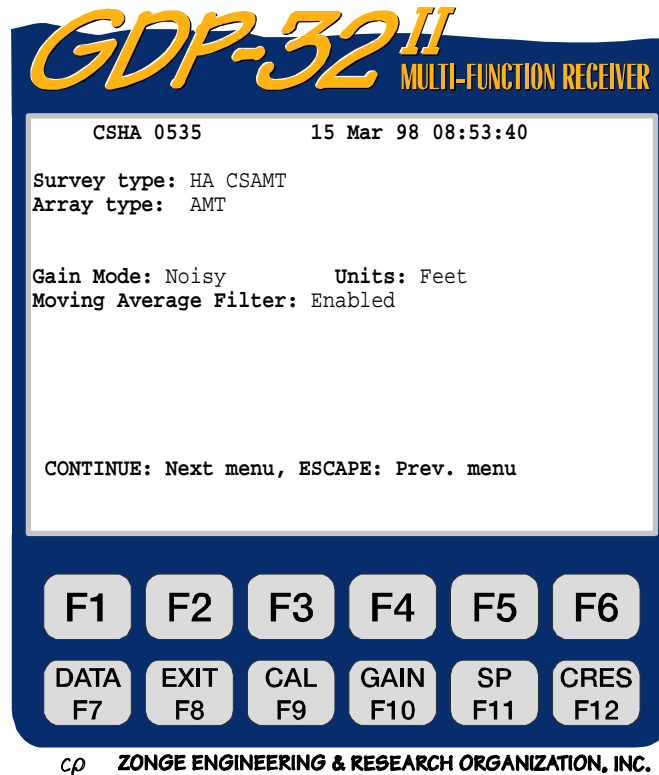 GDP-32 II
MULTI-FUNCTION RECEIVER
CSHA 0535 15 Mar 98 08:53:40
Survey type: HA CSAMT
Array type: AMT
Gain Mode: Noisy Units: Feet
Moving Average Filter: Enabled
CONTINUE: Next menu, ESCAPE: Prev. menu
F1 F2 F3 F4 F5 F6
DATA EXIT CAL GAIN SP CRES
F7 F8 F9 F10 F11 F12
cρ ZONGE ENGINEERING & RESEARCH ORGANIZATION, INC.